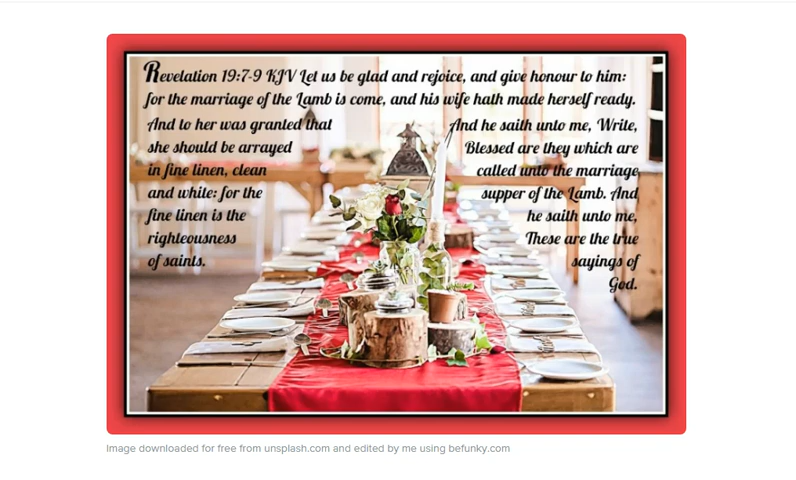 Revelation 19:7-9 KJV Let us be glad and rejoice, and give honour to him:
for the marriage of the Lamb is come, and his wife hath made herself ready.
And to her was granted that
she should be arrayed
in fine linen, clean
and white: for the
fine linen is the
righteousness
of saints.
And he saith unto me, Write,
Blessed are they which are
called unto the marriage
supper of the Lamb. And
he saith unto me,
These are the true
sayings of
God.
Image downloaded for free from unsplash.com and edited by me using befunky.com